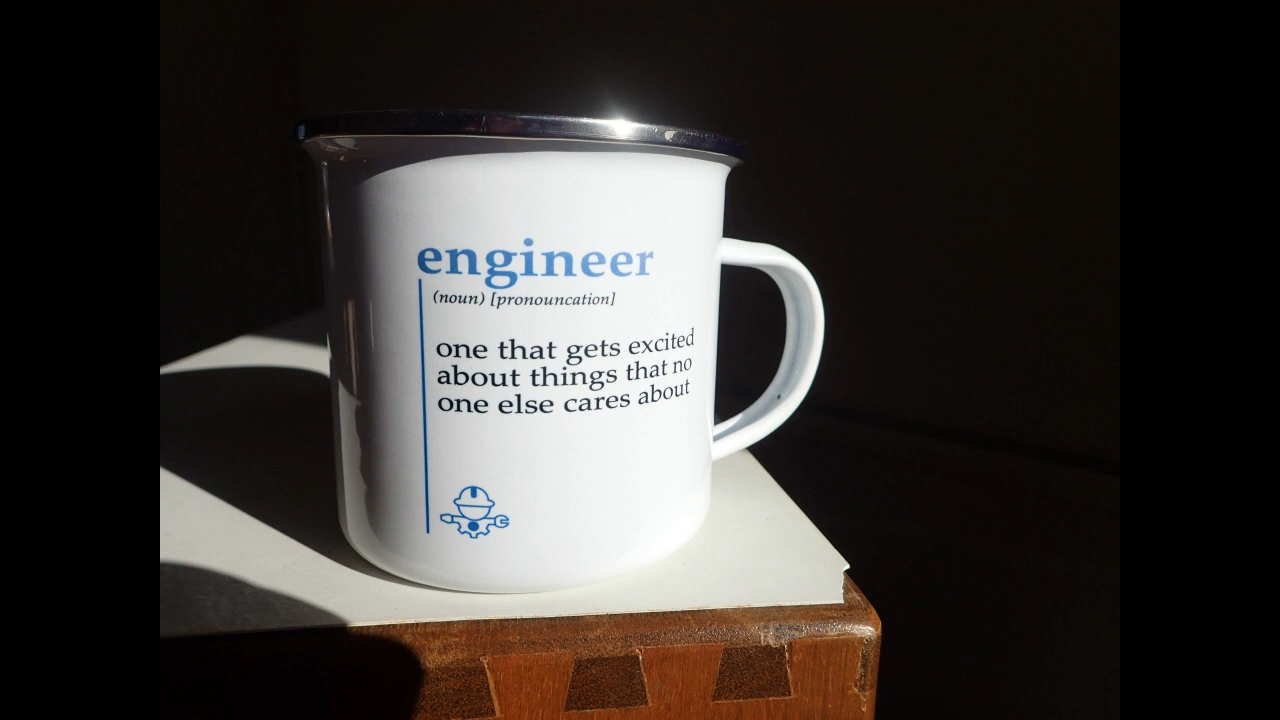 engineer
(noun) [pronouncation]
one that gets excited
about things that no
one else cares about